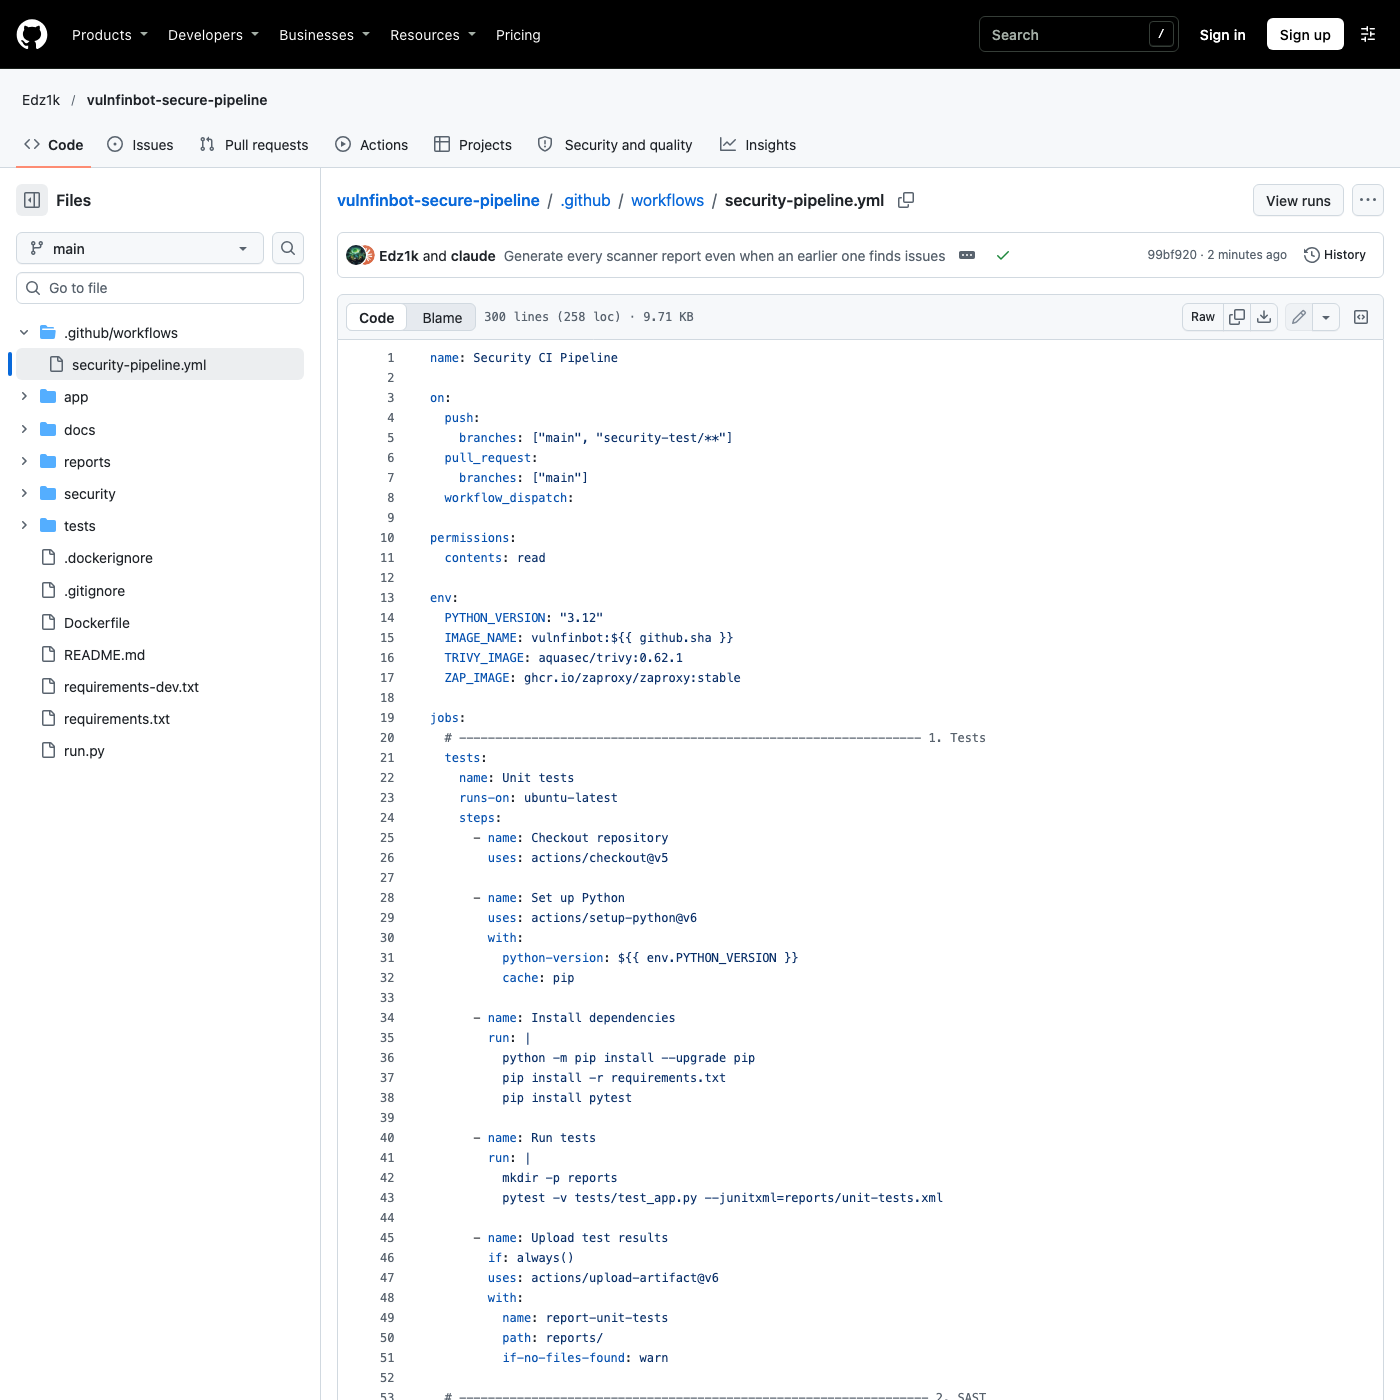 Products Developers Businesses Resources Pricing Search / Sign in Sign up
Edz1k / vulnfinbot-secure-pipeline
Code Issues Pull requests Actions Projects Security and quality Insights
Files
main
Go to file
.github/workflows
security-pipeline.yml
app
docs
reports
security
tests
.dockerignore
.gitignore
Dockerfile
README.md
requirements-dev.txt
requirements.txt
run.py
vulnfinbot-secure-pipeline / .github / workflows / security-pipeline.yml View runs
Edz1k and claude Generate every scanner report even when an earlier one finds issues 99bf920 · 2 minutes ago History
Code Blame 300 lines (258 loc) · 9.71 KB Raw
1 name: Security CI Pipeline
2
3 on:
4 push:
5 branches: ["main", "security-test/**"]
6 pull_request:
7 branches: ["main"]
8 workflow_dispatch:
9
10 permissions:
11 contents: read
12
13 env:
14 PYTHON_VERSION: "3.12"
15 IMAGE_NAME: vulnfinbot:${{ github.sha }}
16 TRIVY_IMAGE: aquasec/trivy:0.62.1
17 ZAP_IMAGE: ghcr.io/zaproxy/zaproxy:stable
18
19 jobs:
20 # ---------------------------------------------------------------- 1. Tests
21 tests:
22 name: Unit tests
23 runs-on: ubuntu-latest
24 steps:
25 - name: Checkout repository
26 uses: actions/checkout@v5
27
28 - name: Set up Python
29 uses: actions/setup-python@v6
30 with:
31 python-version: ${{ env.PYTHON_VERSION }}
32 cache: pip
33
34 - name: Install dependencies
35 run: |
36 python -m pip install --upgrade pip
37 pip install -r requirements.txt
38 pip install pytest
39
40 - name: Run tests
41 run: |
42 mkdir -p reports
43 pytest -v tests/test_app.py --junitxml=reports/unit-tests.xml
44
45 - name: Upload test results
46 if: always()
47 uses: actions/upload-artifact@v6
48 with:
49 name: report-unit-tests
50 path: reports/
51 if-no-files-found: warn
52
53 # ----------------------------------------------------------------- 2. SAST